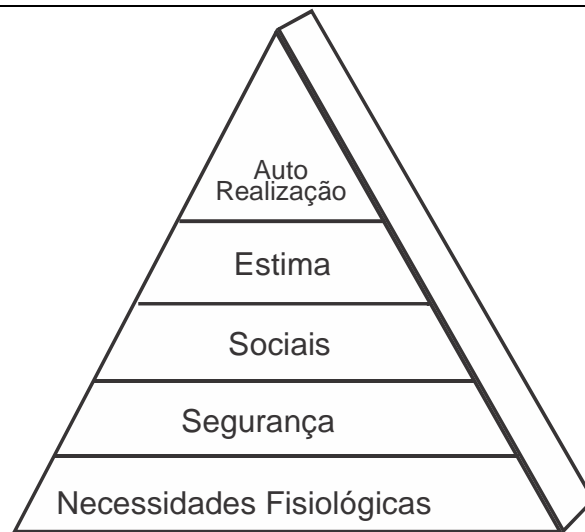 Auto
Realização
Estima
Sociais
Segurança
Necessidades Fisiológicas